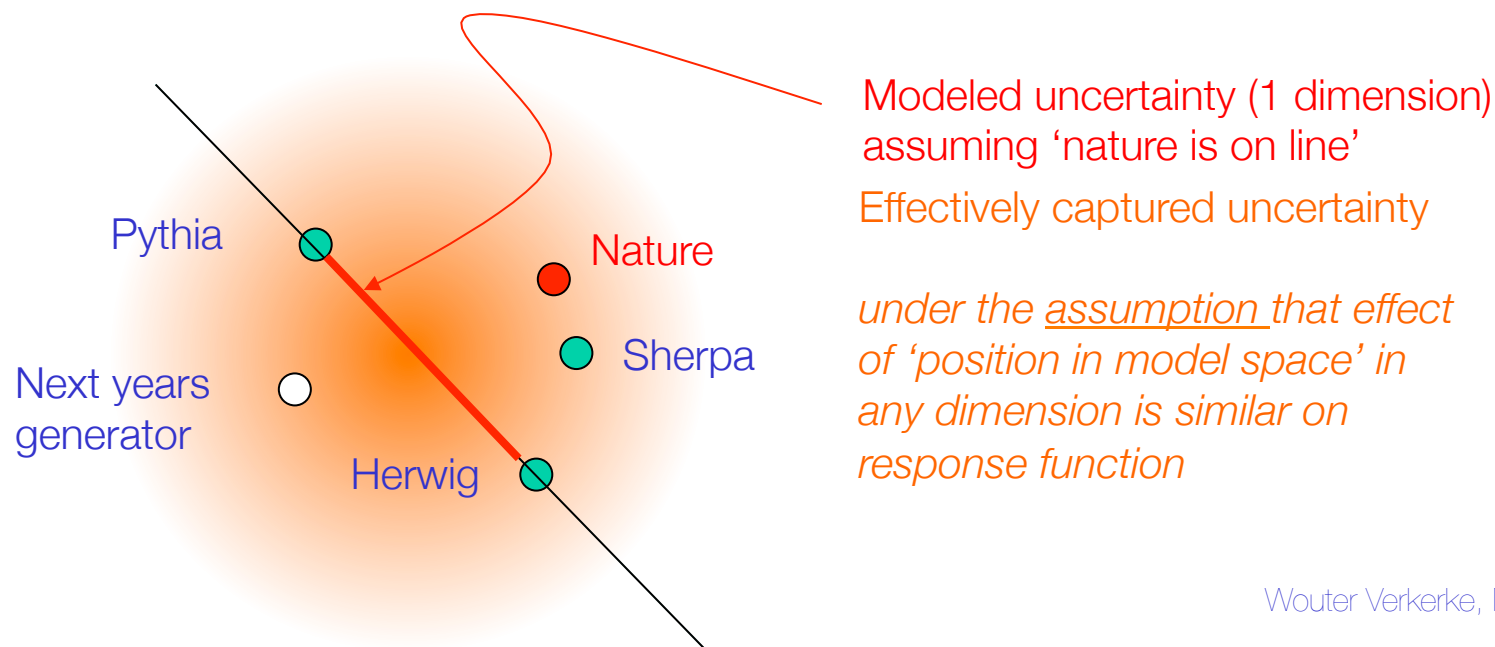 Modeled uncertainty (1 dimension)
assuming ‘nature is on line’
Effectively captured uncertainty
under the assumption that effect
of ‘position in model space’ in
any dimension is similar on
response function
Pythia
Nature
Sherpa
Next years
generator
Herwig
Wouter Verkerke,